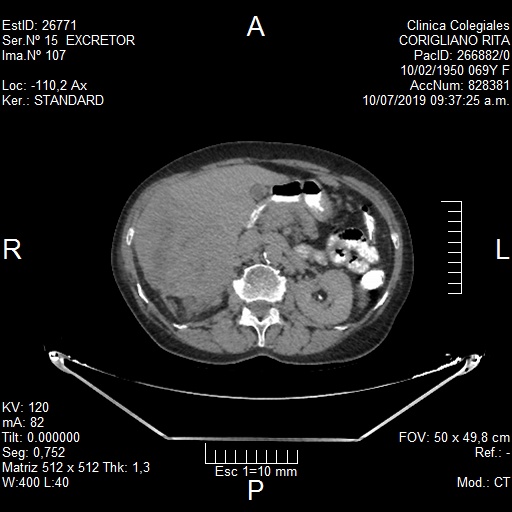 EstID: 26771
Ser.Nº 15 EXCRETOR
Ima.Nº 107
Loc: -110,2 Ax
Ker.: STANDARD
A
Clinica Colegiales
CORIGLIANO RITA
PacID: 266882/0
10/02/1950 069Y F
AccNum: 828381
10/07/2019 09:37:25 a.m.
R
L
KV: 120
mA: 82
Tilt: 0.000000
Seg: 0,752
Matriz 512 x 512 Thk: 1,3
W:400 L:40
Esc 1=10 mm
P
FOV: 50 x 49,8 cm
Ref.: -
Mod.: CT